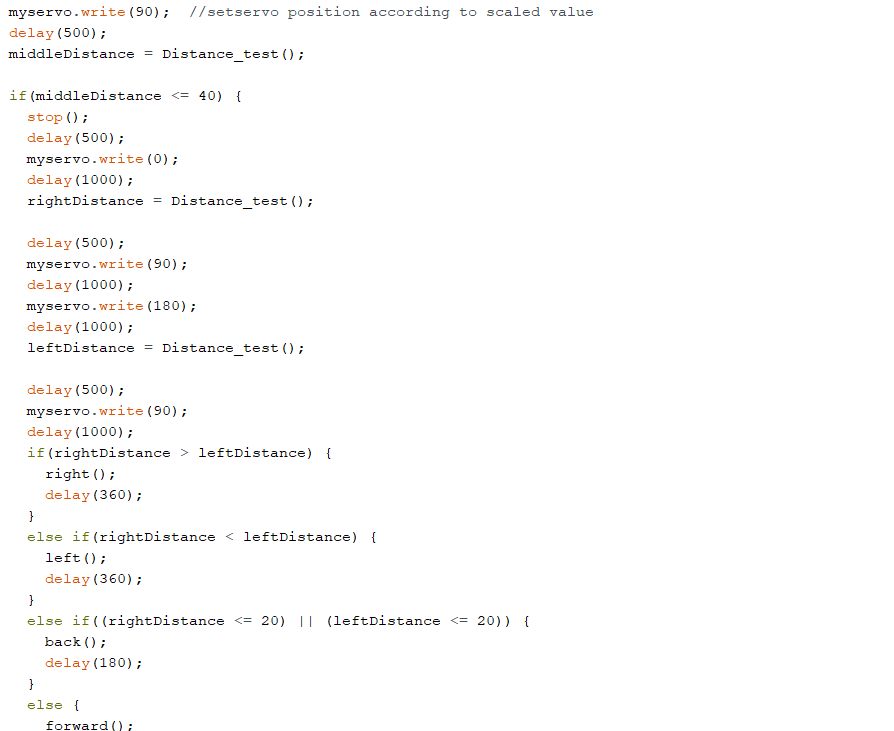 myservo.write(90);  //setservo position according to scaled value
delay(500);
middleDistance = Distance_test();

if(middleDistance <= 40) {
  stop();
  delay(500);
  myservo.write(0);
  delay(1000);
  rightDistance = Distance_test();

  delay(500);
  myservo.write(90);
  delay(1000);
  myservo.write(180);
  delay(1000);
  leftDistance = Distance_test();

  delay(500);
  myservo.write(90);
  delay(1000);
  if(rightDistance > leftDistance) {
    right();
    delay(360);
  }
  else if(rightDistance < leftDistance) {
    left();
    delay(360);
  }
  else if((rightDistance <= 20) || (leftDistance <= 20)) {
    back();
    delay(180);
  }
  else {
    forward();